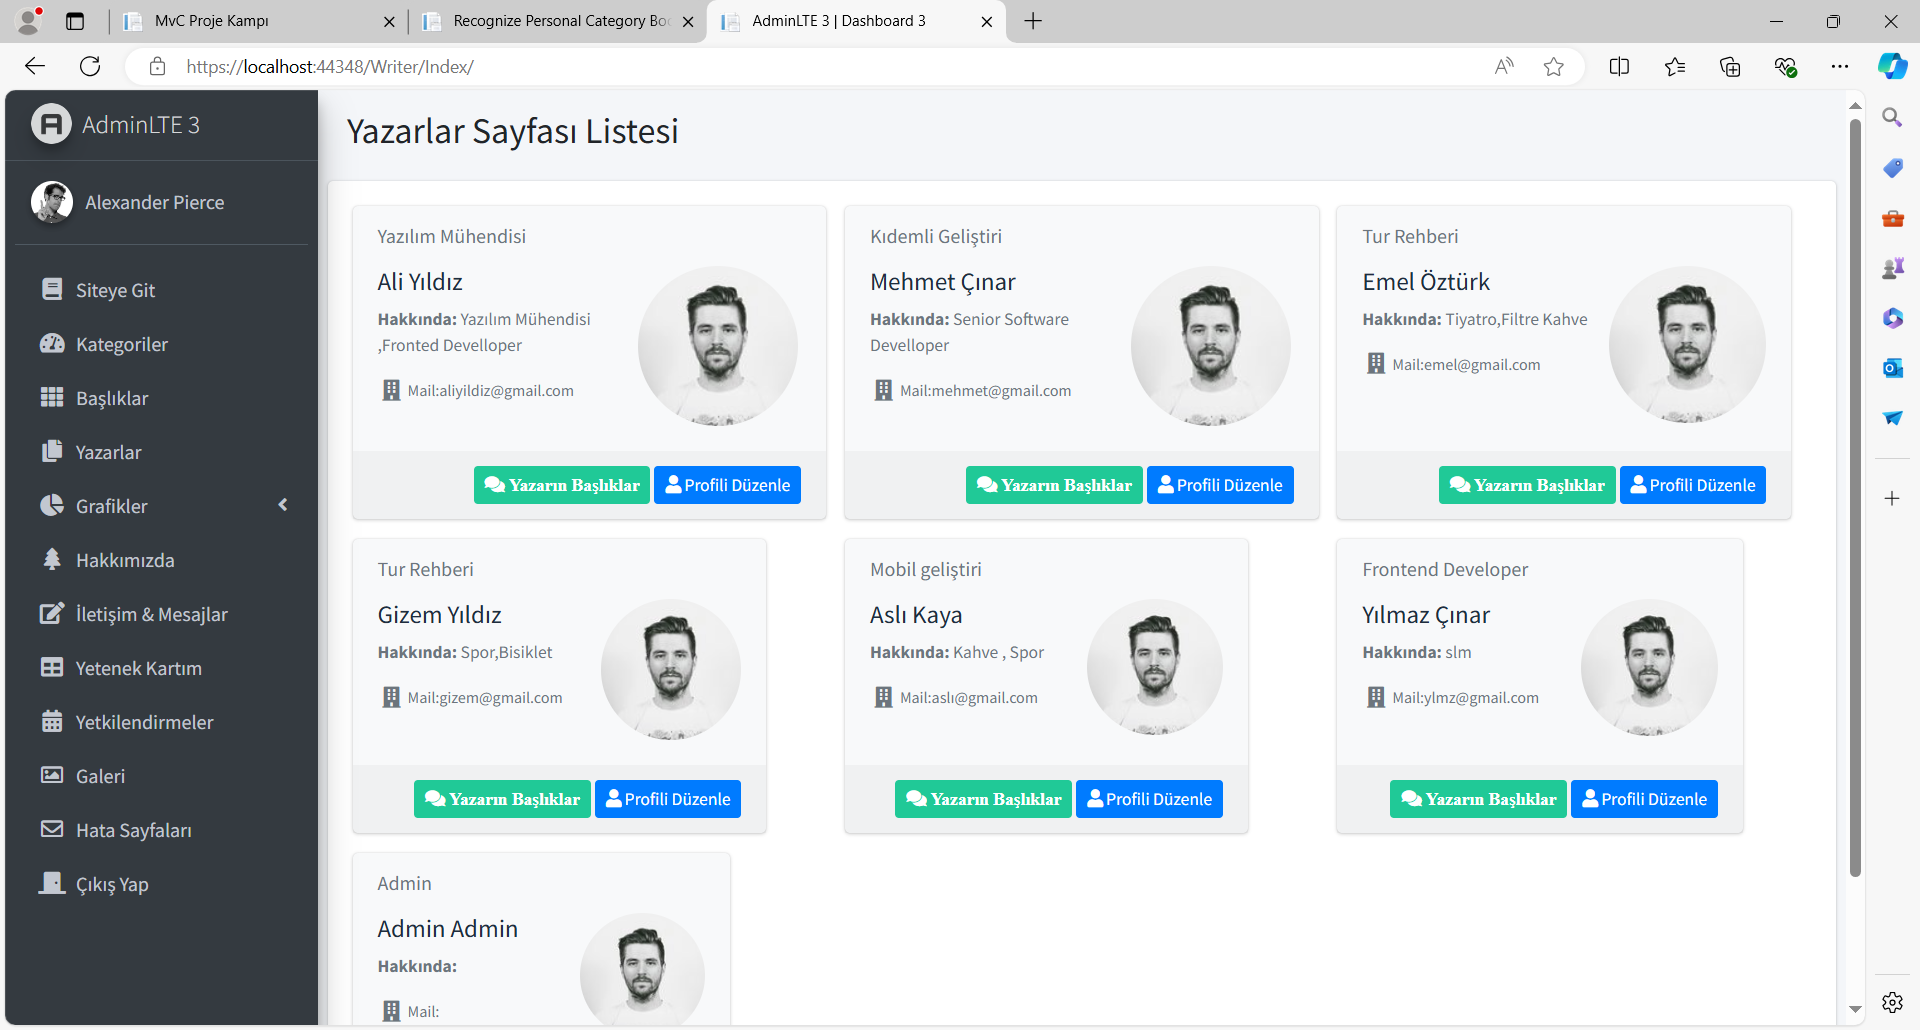 MvC Proje Kampı
Recognize Personal Category Boo
AdminLTE 3 | Dashboard 3
https://localhost:44348/Writer/Index/
AdminLTE 3
Alexander Pierce
Siteye Git
Kategoriler
Başlıklar
Yazarlar
Grafikler
Hakkımızda
İletişim & Mesajlar
Yetenek Kartım
Yetkilendirmeler
Galeri
Hata Sayfaları
Çıkış Yap
Yazarlar Sayfası Listesi
Yazılım Mühendisi
Ali Yıldız
Hakkında: Yazılım Mühendisi
,Fronted Develloper
Mail:aliyildiz@gmail.com
Yazarın Başlıklar Profili Düzenle
Kıdemli Geliştiri
Mehmet Çınar
Hakkında: Senior Software
Develloper
Mail:mehmet@gmail.com
Yazarın Başlıklar Profili Düzenle
Tur Rehberi
Emel Öztürk
Hakkında: Tiyatro,Filtre Kahve
Mail:emel@gmail.com
Yazarın Başlıklar Profili Düzenle
Tur Rehberi
Gizem Yıldız
Hakkında: Spor,Bisiklet
Mail:gizem@gmail.com
Yazarın Başlıklar Profili Düzenle
Mobil geliştiri
Aslı Kaya
Hakkında: Kahve , Spor
Mail:aslı@gmail.com
Yazarın Başlıklar Profili Düzenle
Frontend Developer
Yılmaz Çınar
Hakkında: slm
Mail:ylmz@gmail.com
Yazarın Başlıklar Profili Düzenle
Admin
Admin Admin
Hakkında:
Mail: